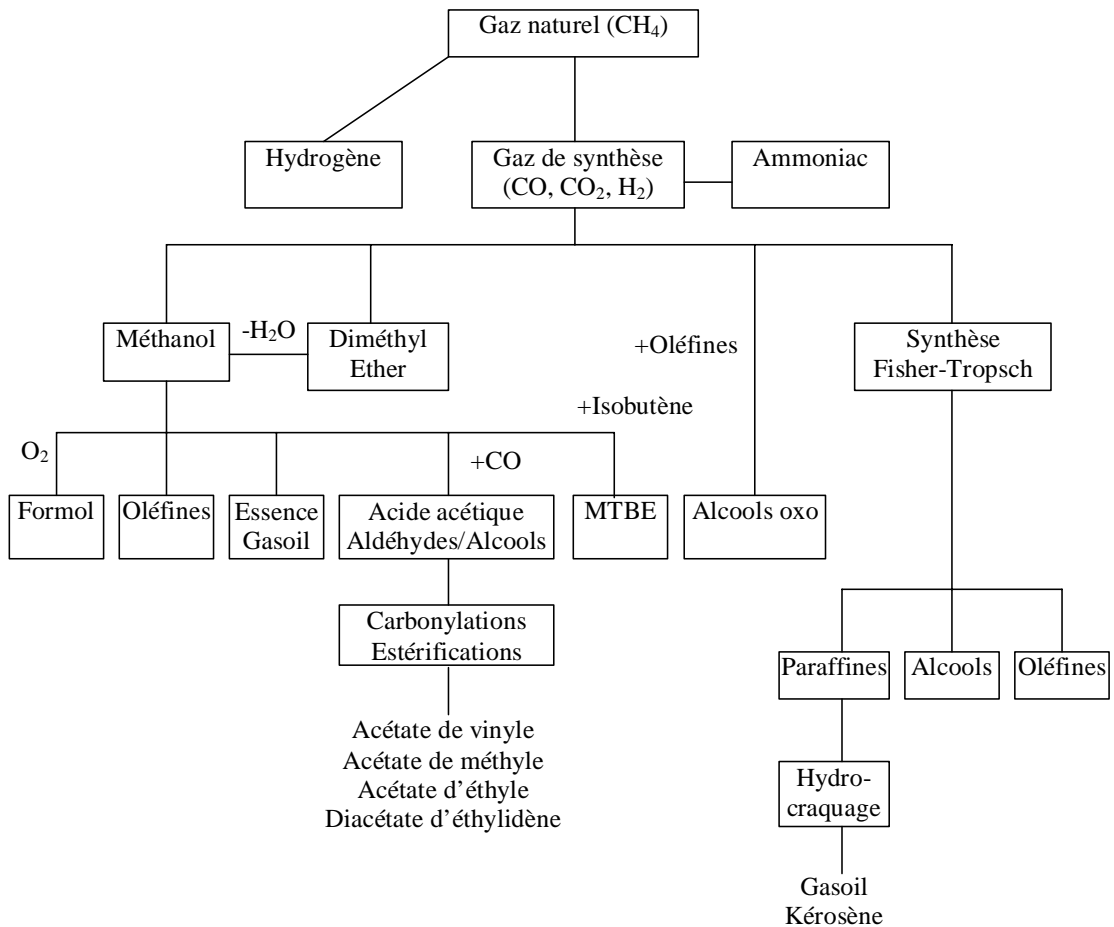 Gaz naturel (CH₄)
Hydrogène
Gaz de synthèse
(CO, CO₂, H₂)
Ammoniac
Méthanol
-H₂O
Diméthyl
Ether
+Oléfines
Synthèse
Fisher-Tropsch
+Isobutène
O₂
+CO
Formol
Oléfines
Essence
Gasoil
Acide acétique
Aldéhydes/Alcools
MTBE
Alcools oxo
Carbonylations
Estérifications
Paraffines
Alcools
Oléfines
Acétate de vinyle
Acétate de méthyle
Acétate d’éthyle
Diacétate d’éthylidène
Hydro-
craquage
Gasoil
Kérosène